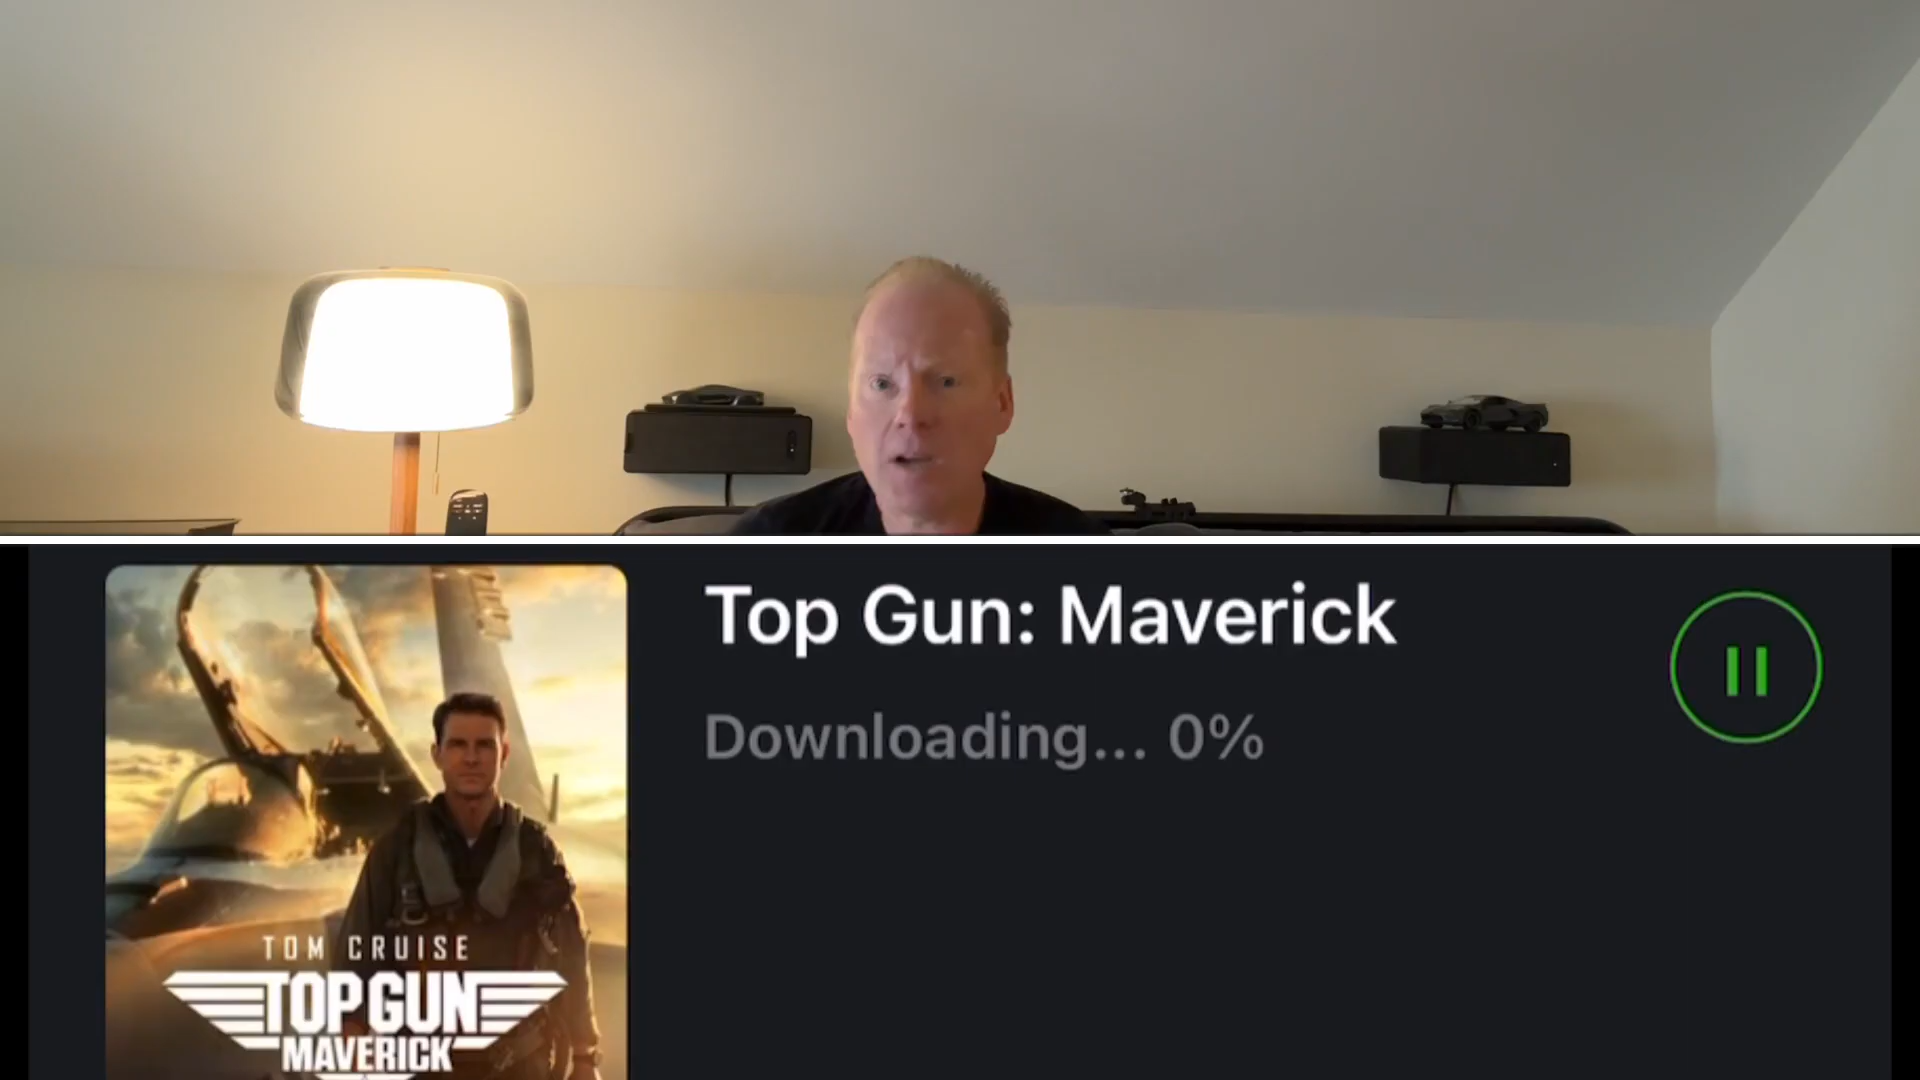 Top Gun: Maverick
Downloading... 0%
TOM CRUISE
TOP GUN
MAVERICK